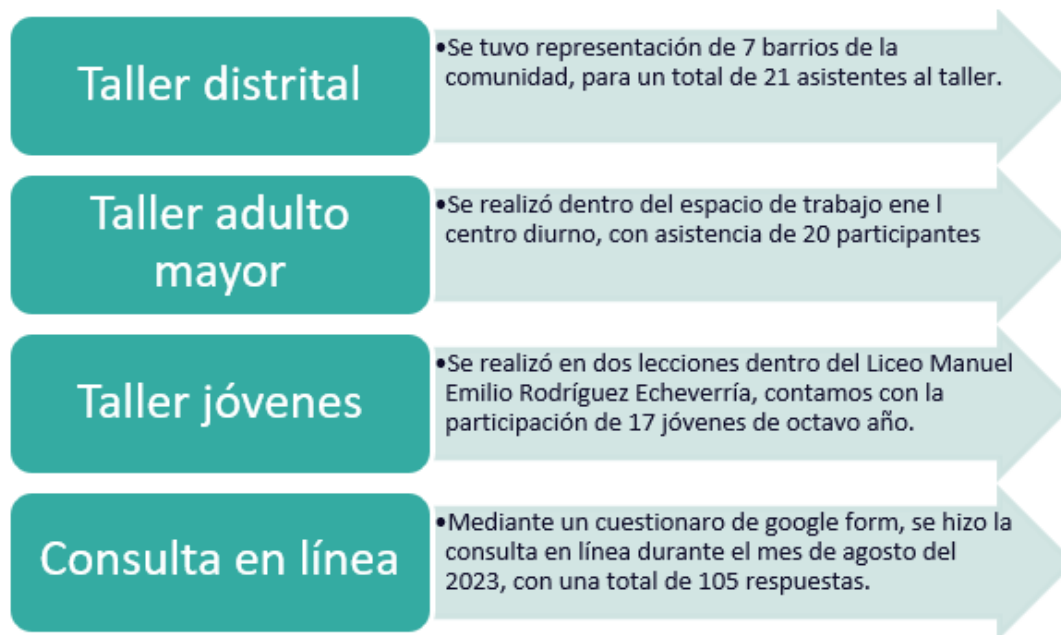 Taller distrital
•Se tuvo representación de 7 barrios de la
comunidad, para un total de 21 asistentes al taller.
Taller adulto
mayor
•Se realizó dentro del espacio de trabajo ene l
centro diurno, con asistencia de 20 participantes
Taller jóvenes
•Se realizó en dos lecciones dentro del Liceo Manuel
Emilio Rodríguez Echeverría, contamos con la
participación de 17 jóvenes de octavo año.
Consulta en línea
•Mediante un cuestionaro de google form, se hizo la
consulta en línea durante el mes de agosto del
2023, con una total de 105 respuestas.